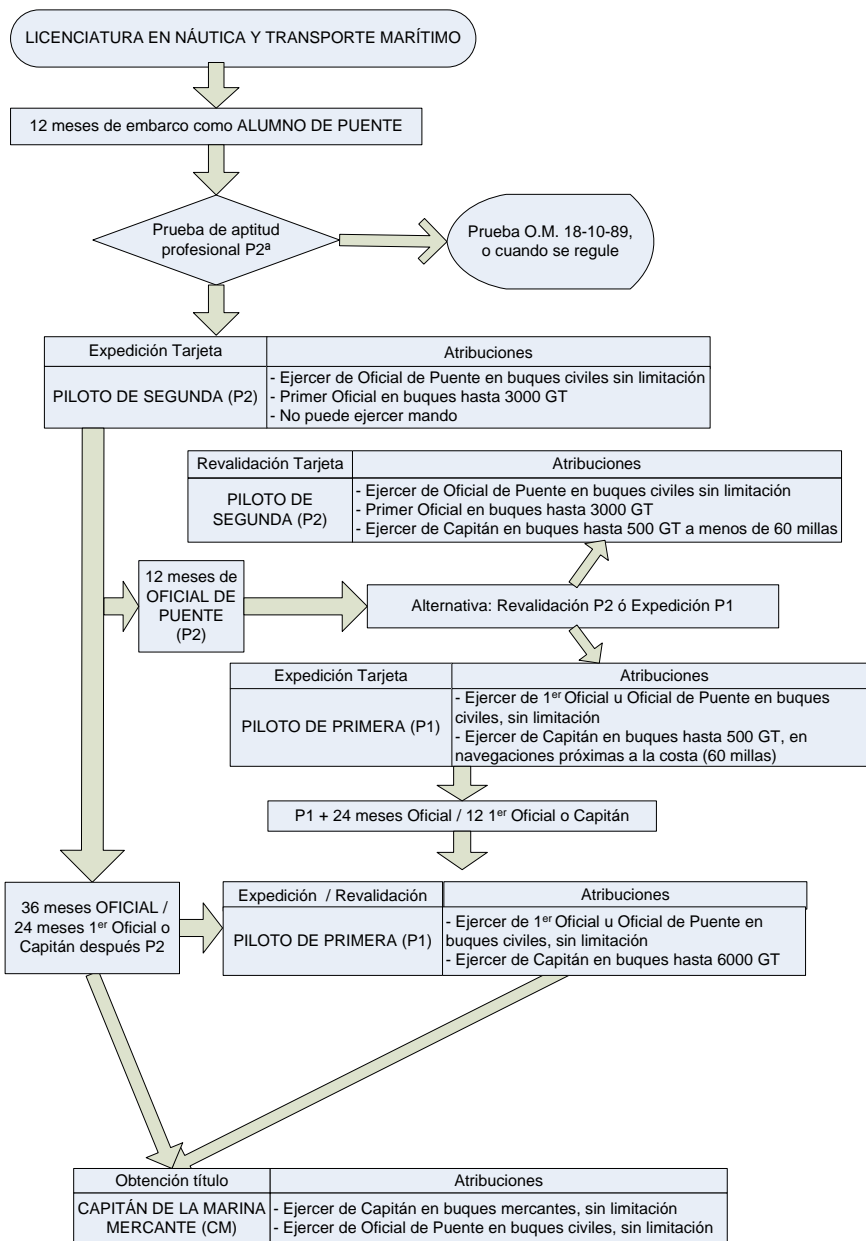 LICENCIATURA EN NÁUTICA Y TRANSPORTE MARÍTIMO
12 meses de embarco como ALUMNO DE PUENTE
Prueba de aptitud
profesional P2ª
Prueba O.M. 18-10-89,
o cuando se regule
Expedición Tarjeta
Atribuciones
PILOTO DE SEGUNDA (P2)
- Ejercer de Oficial de Puente en buques civiles sin limitación
- Primer Oficial en buques hasta 3000 GT
- No puede ejercer mando
Revalidación Tarjeta
Atribuciones
PILOTO DE
SEGUNDA (P2)
- Ejercer de Oficial de Puente en buques civiles sin limitación
- Primer Oficial en buques hasta 3000 GT
- Ejercer de Capitán en buques hasta 500 GT a menos de 60 millas
12 meses de
OFICIAL DE
PUENTE
(P2)
Alternativa: Revalidación P2 ó Expedición P1
Expedición Tarjeta
Atribuciones
PILOTO DE PRIMERA (P1)
- Ejercer de 1er Oficial u Oficial de Puente en buques
civiles, sin limitación
- Ejercer de Capitán en buques hasta 500 GT, en
navegaciones próximas a la costa (60 millas)
P1 + 24 meses Oficial / 12 1er Oficial o Capitán
36 meses OFICIAL /
24 meses 1er Oficial o
Capitán después P2
Expedición / Revalidación
Atribuciones
PILOTO DE PRIMERA (P1)
- Ejercer de 1er Oficial u Oficial de Puente en
buques civiles, sin limitación
- Ejercer de Capitán en buques hasta 6000 GT
Obtención título
Atribuciones
CAPITÁN DE LA MARINA
MERCANTE (CM)
- Ejercer de Capitán en buques mercantes, sin limitación
- Ejercer de Oficial de Puente en buques civiles, sin limitación